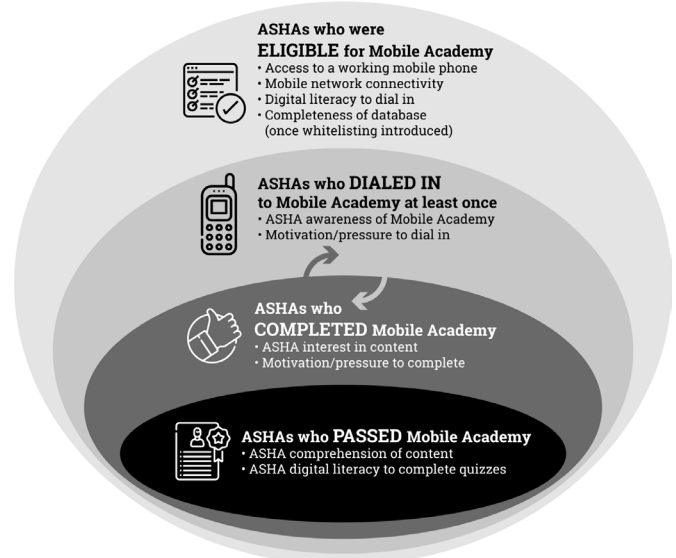 ASHAs who were
ELIGIBLE for Mobile Academy
• Access to a working mobile phone
• Mobile network connectivity
• Digital literacy to dial in
• Completeness of database
(once whitelisting introduced)
ASHAs who DIALED IN
to Mobile Academy at least once
• ASHA awareness of Mobile Academy
• Motivation/pressure to dial in
ASHAs who
COMPLETED Mobile Academy
• ASHA interest in content
• Motivation/pressure to complete
ASHAs who PASSED Mobile Academy
• ASHA comprehension of content
• ASHA digital literacy to complete quizzes